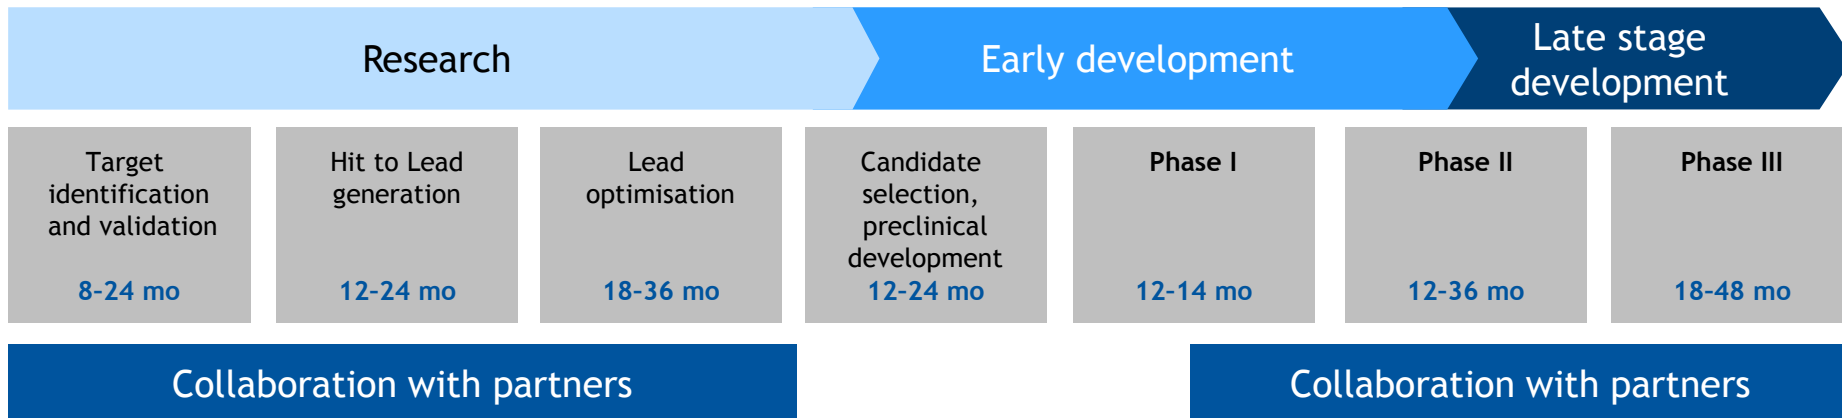 Research
Early development
Late stage
development
Target
identification
and validation
8–24 mo
Hit to Lead
generation
12–24 mo
Lead
optimisation
18–36 mo
Candidate
selection,
preclinical
development
12–24 mo
Phase I
12–14 mo
Phase II
12–36 mo
Phase III
18–48 mo
Collaboration with partners
Collaboration with partners